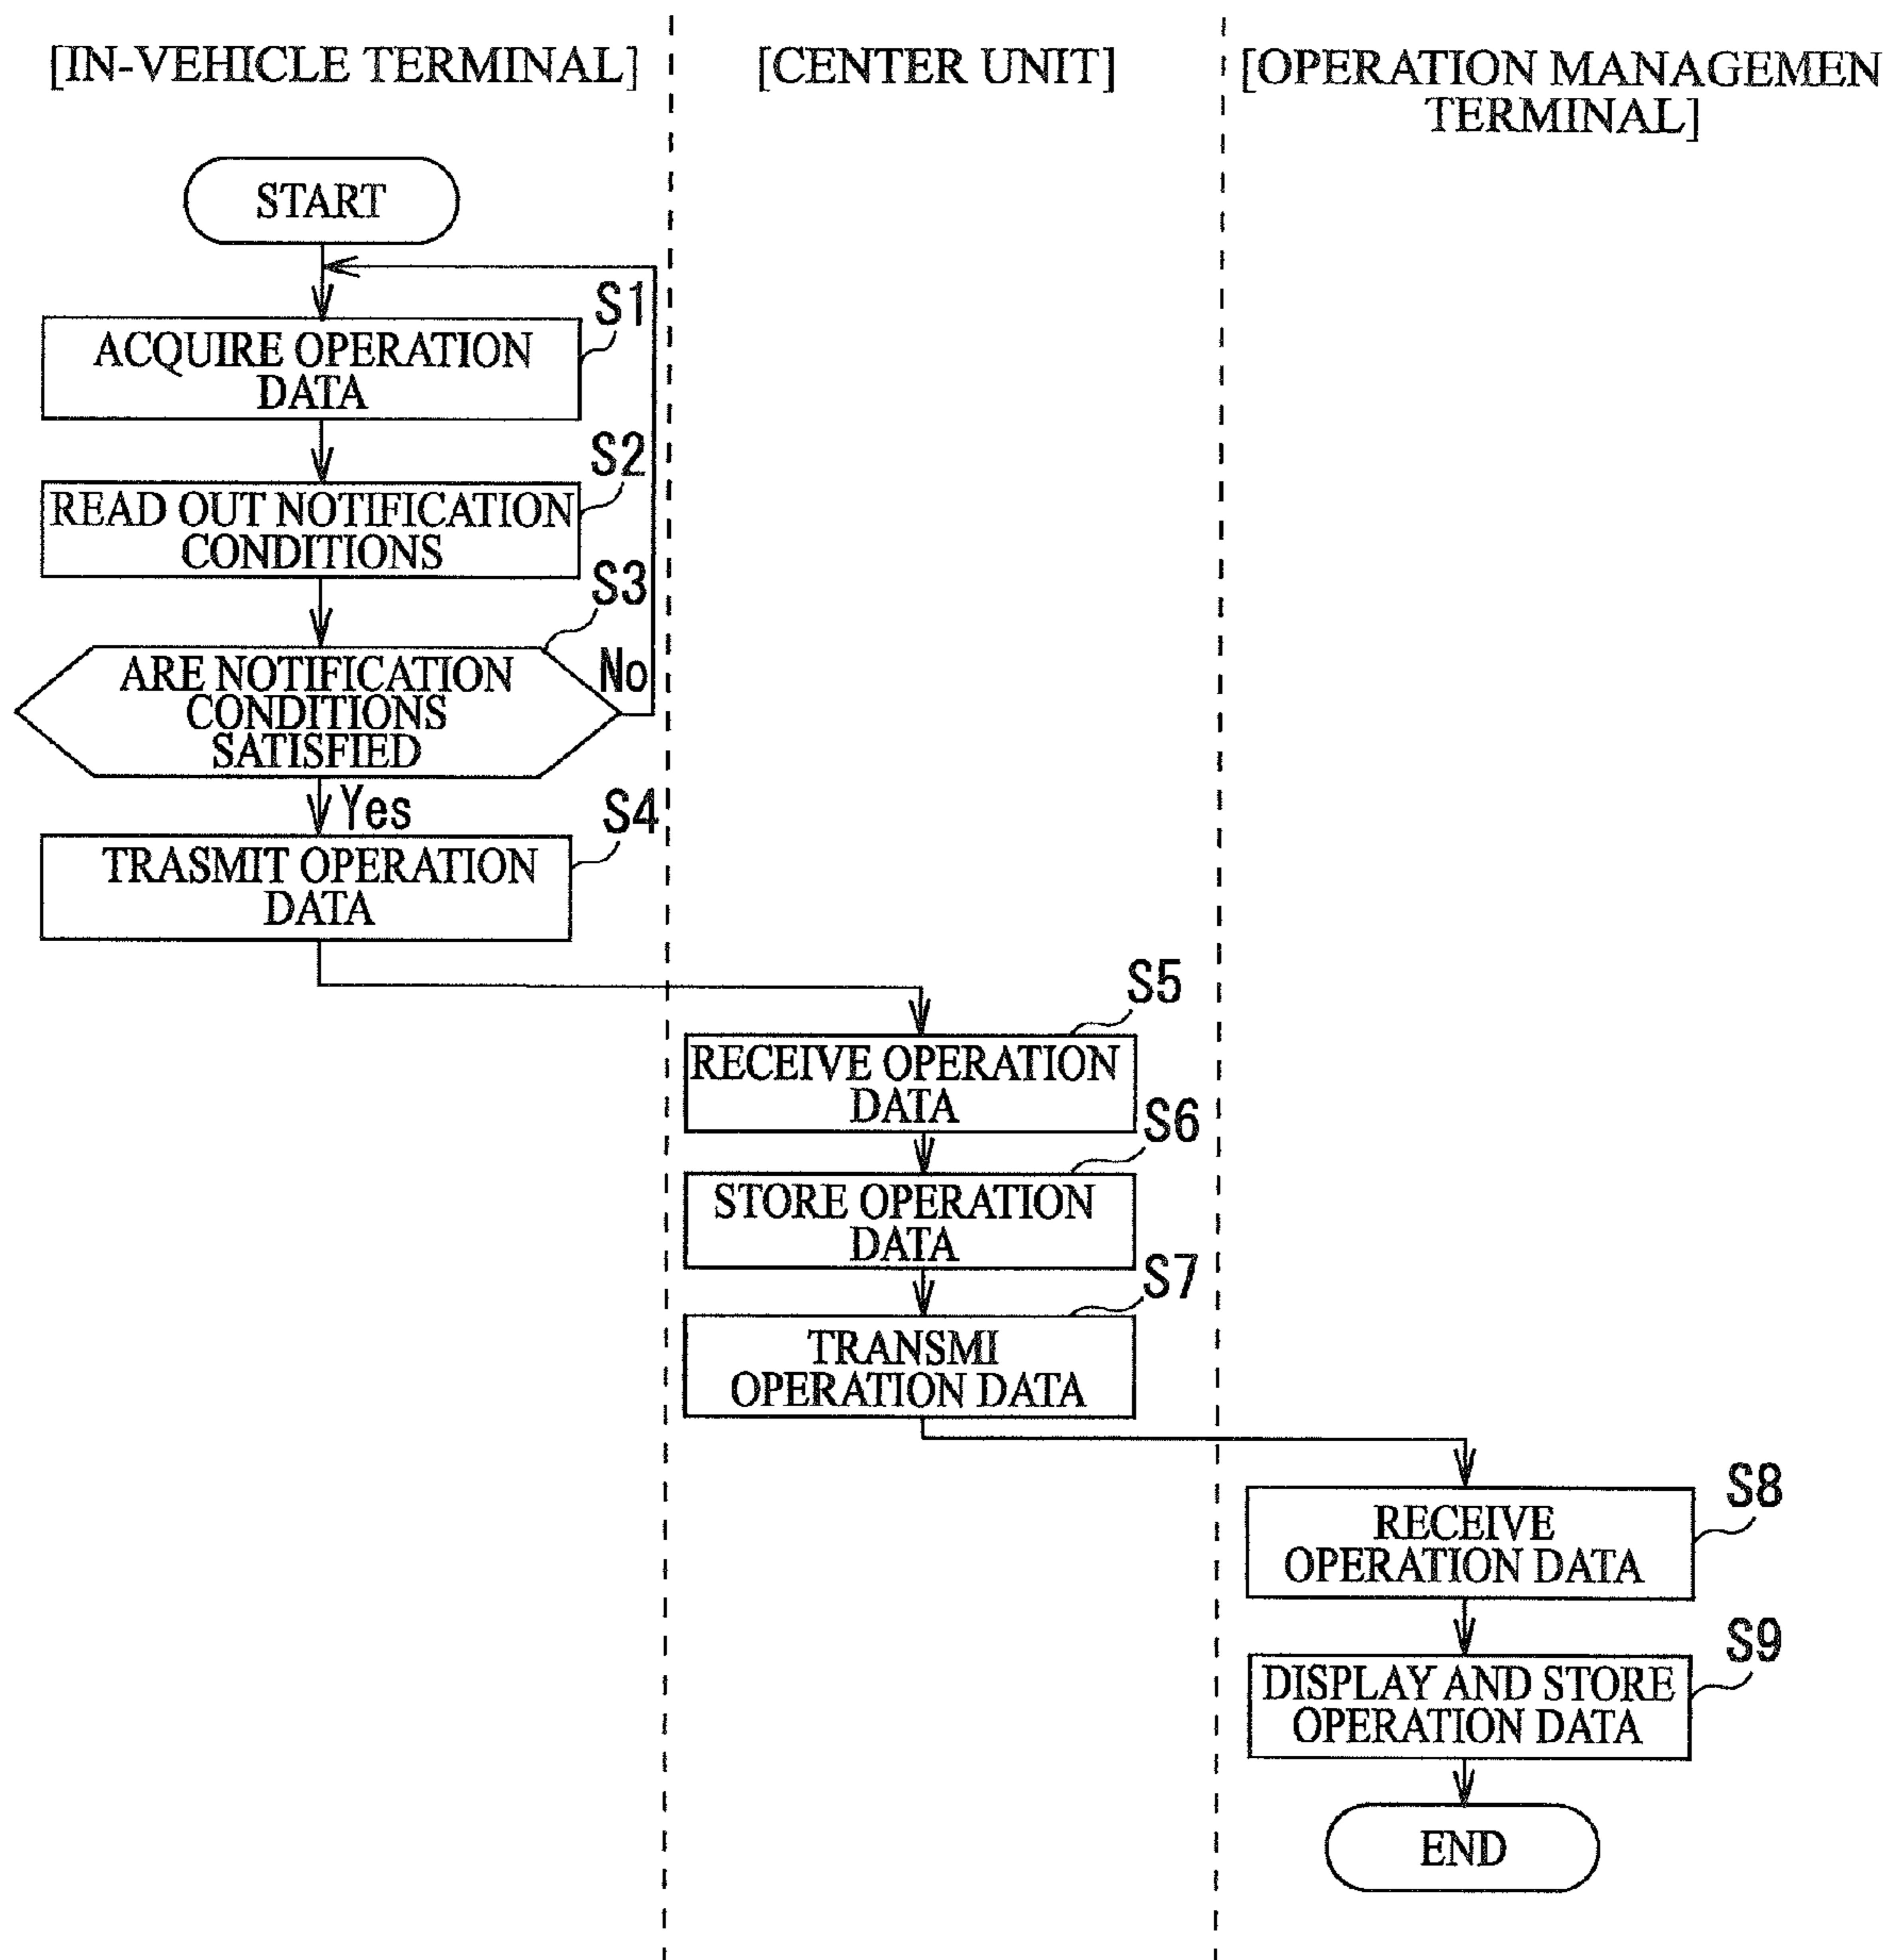 [IN-VEHICLE TERMINAL]
[CENTER UNIT]
[OPERATION MANAGEMEN
TERMINAL]
START
S1
ACQUIRE OPERATION
DATA
S2
READ OUT NOTIFICATION
CONDITIONS
S3
ARE NOTIFICATION
CONDITIONS
SATISFIED
No
Yes
S4
TRASMIT OPERATION
DATA
S5
RECEIVE OPERATION
DATA
S6
STORE OPERATION
DATA
S7
TRANSMI
OPERATION DATA
S8
RECEIVE
OPERATION DATA
S9
DISPLAY AND STORE
OPERATION DATA
END